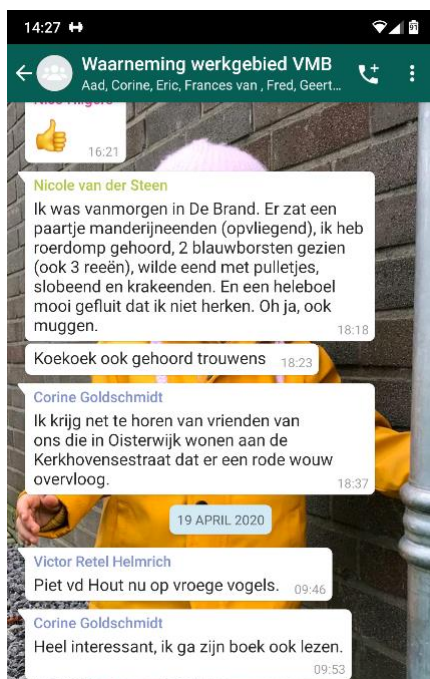 14:27
91
Waarneming werkgebied VMB
Aad, Corine, Eric, Frances van , Fred, Geert...
16:21
Nicole van der Steen
Ik was vanmorgen in De Brand. Er zat een
paartje manderijneenden (opvliegend), ik heb
roerdomp gehoord, 2 blauwborsten gezien
(ook 3 reeën), wilde eend met pulletjes,
slobeend en krakeenden. En een heleboel
mooi gefluit dat ik niet herken. Oh ja, ook
muggen.
18:18
Koekoek ook gehoord trouwens 18:23
Corine Goldschmidt
Ik krijg net te horen van vrienden van
ons die in Oisterwijk wonen aan de
Kerkhovensestraat dat er een rode wouw
overvloog.
18:37
19 APRIL 2020
Victor Retel Helmrich
Piet vd Hout nu op vroege vogels. 09:46
Corine Goldschmidt
Heel interessant, ik ga zijn boek ook lezen.
09:53